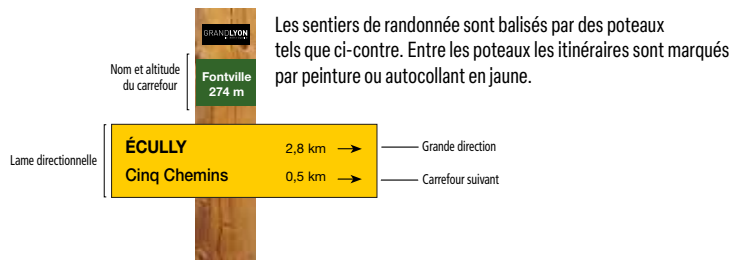 GRANDLYON
Les sentiers de randonnée sont balisés par des poteaux
tels que ci-contre. Entre les poteaux les itinéraires sont marqués
par peinture ou autocollant en jaune.
Nom et altitude
du carrefour
Fontville
274 m
Lame directionnelle
ÉCULLY 2,8 km → Grande direction
Cinq Chemins 0,5 km → Carrefour suivant